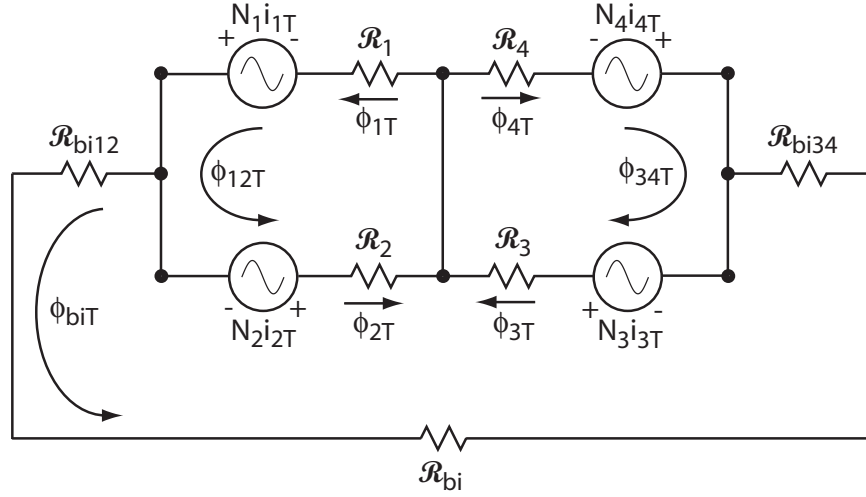 N1i1T
N4i4T
+ -
- +
ℛ1
ℛ4
ϕ1T
ϕ4T
ℛbi12
ℛbi34
ϕ12T
ϕ34T
ℛ2
ℛ3
- +
+ -
N2i2T
ϕ2T
ϕ3T
N3i3T
ϕbiT
ℛbi